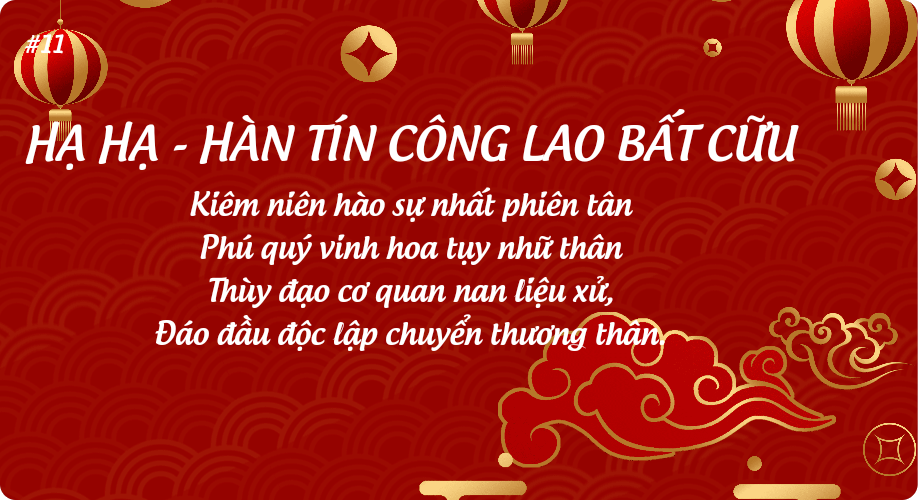 #11
HẠ HẠ - HÀN TÍN CÔNG LAO BẤT CỮU
Kiêm niên hào sự nhất phiên tân
Phú quý vinh hoa tụy nhữ thân
Thùy đạo cơ quan nan liệu xử,
Đáo đầu độc lập chuyển thương thần.